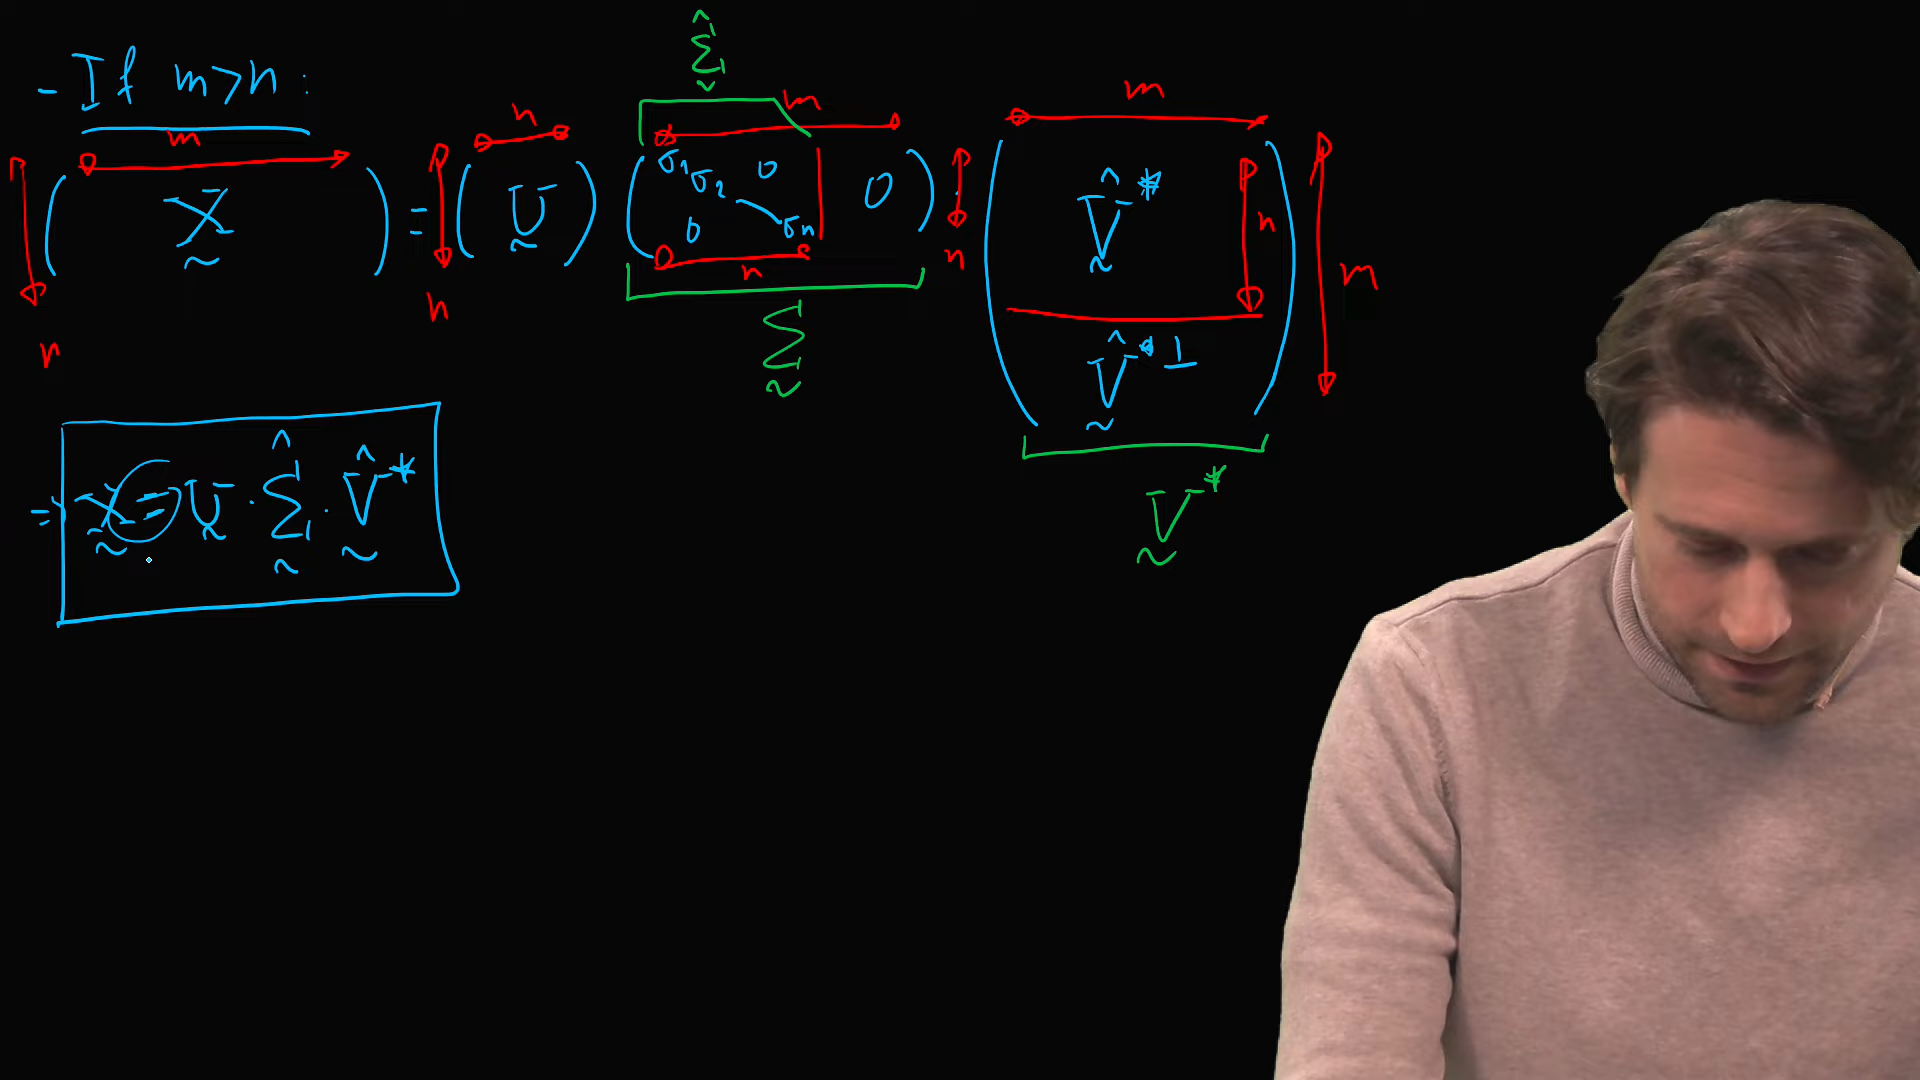 - If m>n:
Σ̂
m n m m
( X ) = ( U ) ( σ1 σ2 0 0 σn | 0 ) ( V̂* V̂*⊥ )
n n n n n m
Σ
V*
=> X = U · Σ̂ · V̂*